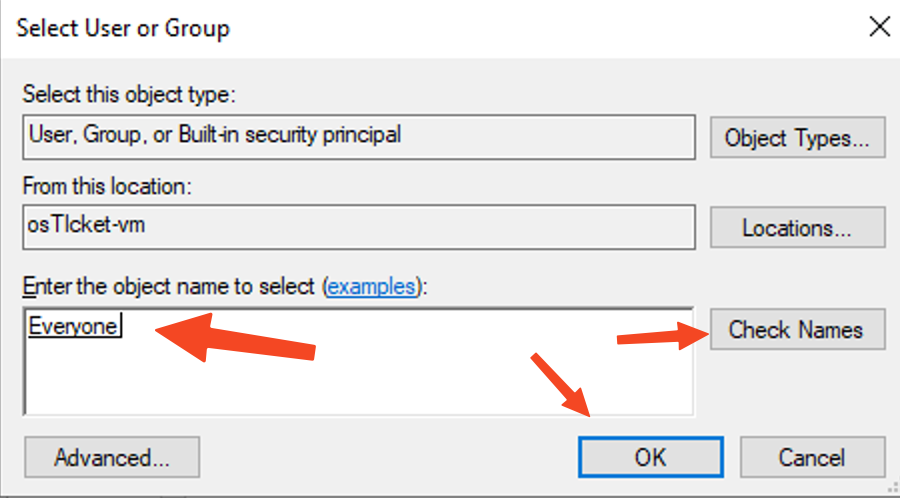 Select User or Group
Select this object type:
User, Group, or Built-in security principal
Object Types...
From this location:
osTIcket-vm
Locations...
Enter the object name to select (examples):
Everyone
Check Names
Advanced...
OK
Cancel